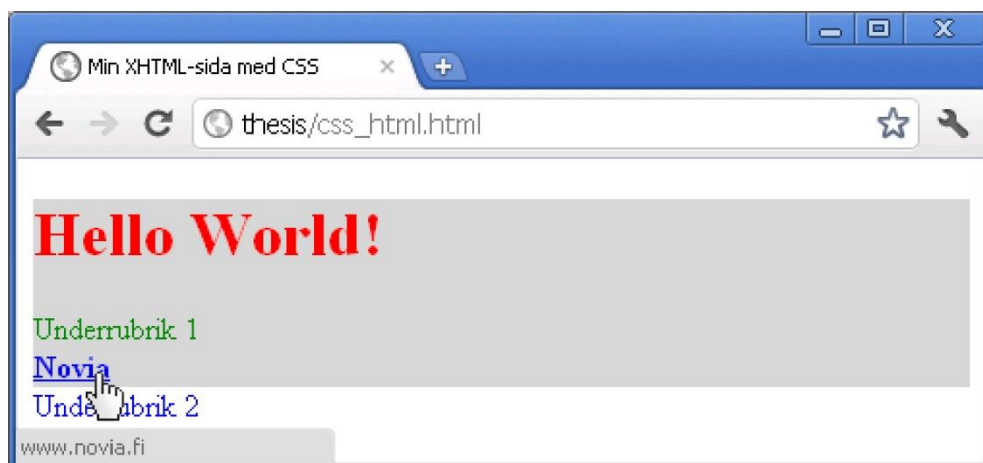 Min XHTML-sida med CSS
thesis/css_html.html
Hello World!
Underrubrik 1
Novia
Underrubrik 2
www.novia.fi